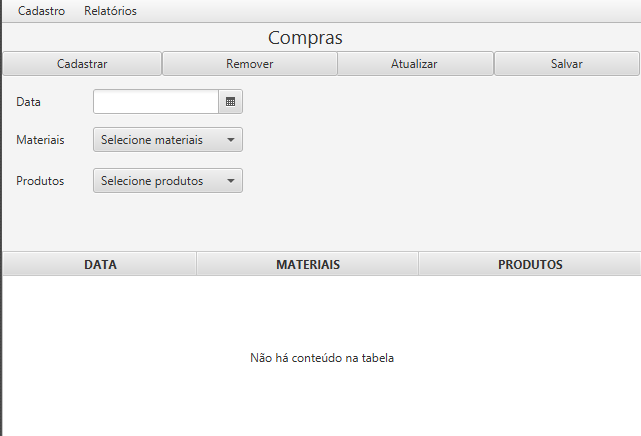 Cadastro Relatórios
Compras
Cadastrar Remover Atualizar Salvar
Data
Materiais Selecione materiais
Produtos Selecione produtos
DATA MATERIAIS PRODUTOS
Não há conteúdo na tabela